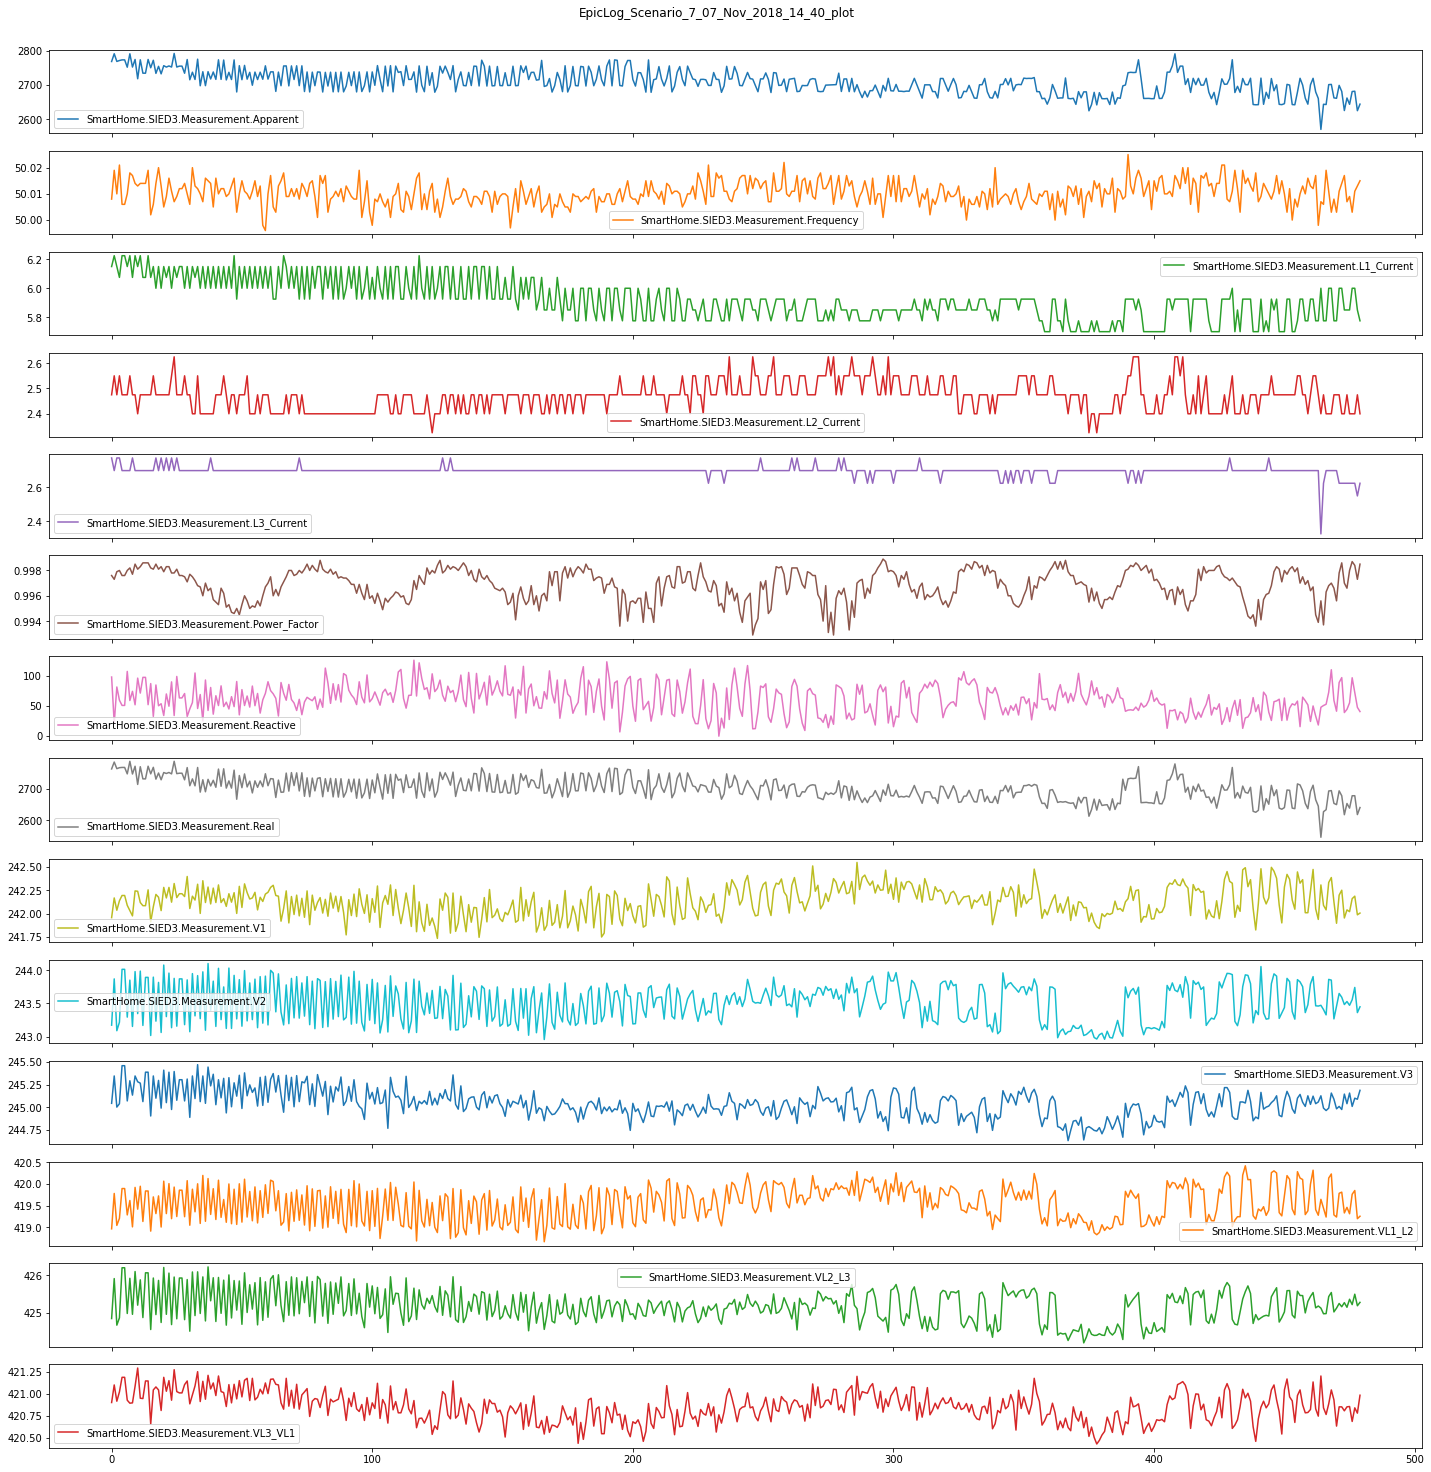 EpicLog_Scenario_7_07_Nov_2018_14_40_plot
2800
2700
2600
SmartHome.SIED3.Measurement.Apparent
50.02
50.01
50.00
SmartHome.SIED3.Measurement.Frequency
6.2
6.0
5.8
SmartHome.SIED3.Measurement.L1_Current
2.6
2.5
2.4
SmartHome.SIED3.Measurement.L2_Current
2.6
2.4
SmartHome.SIED3.Measurement.L3_Current
0.998
0.996
0.994
SmartHome.SIED3.Measurement.Power_Factor
100
50
0
SmartHome.SIED3.Measurement.Reactive
2700
2600
SmartHome.SIED3.Measurement.Real
242.50
242.25
242.00
241.75
SmartHome.SIED3.Measurement.V1
244.0
243.5
243.0
SmartHome.SIED3.Measurement.V2
245.50
245.25
245.00
244.75
SmartHome.SIED3.Measurement.V3
420.5
420.0
419.5
419.0
SmartHome.SIED3.Measurement.VL1_L2
426
425
SmartHome.SIED3.Measurement.VL2_L3
421.25
421.00
420.75
420.50
SmartHome.SIED3.Measurement.VL3_VL1
0 100 200 300 400 500